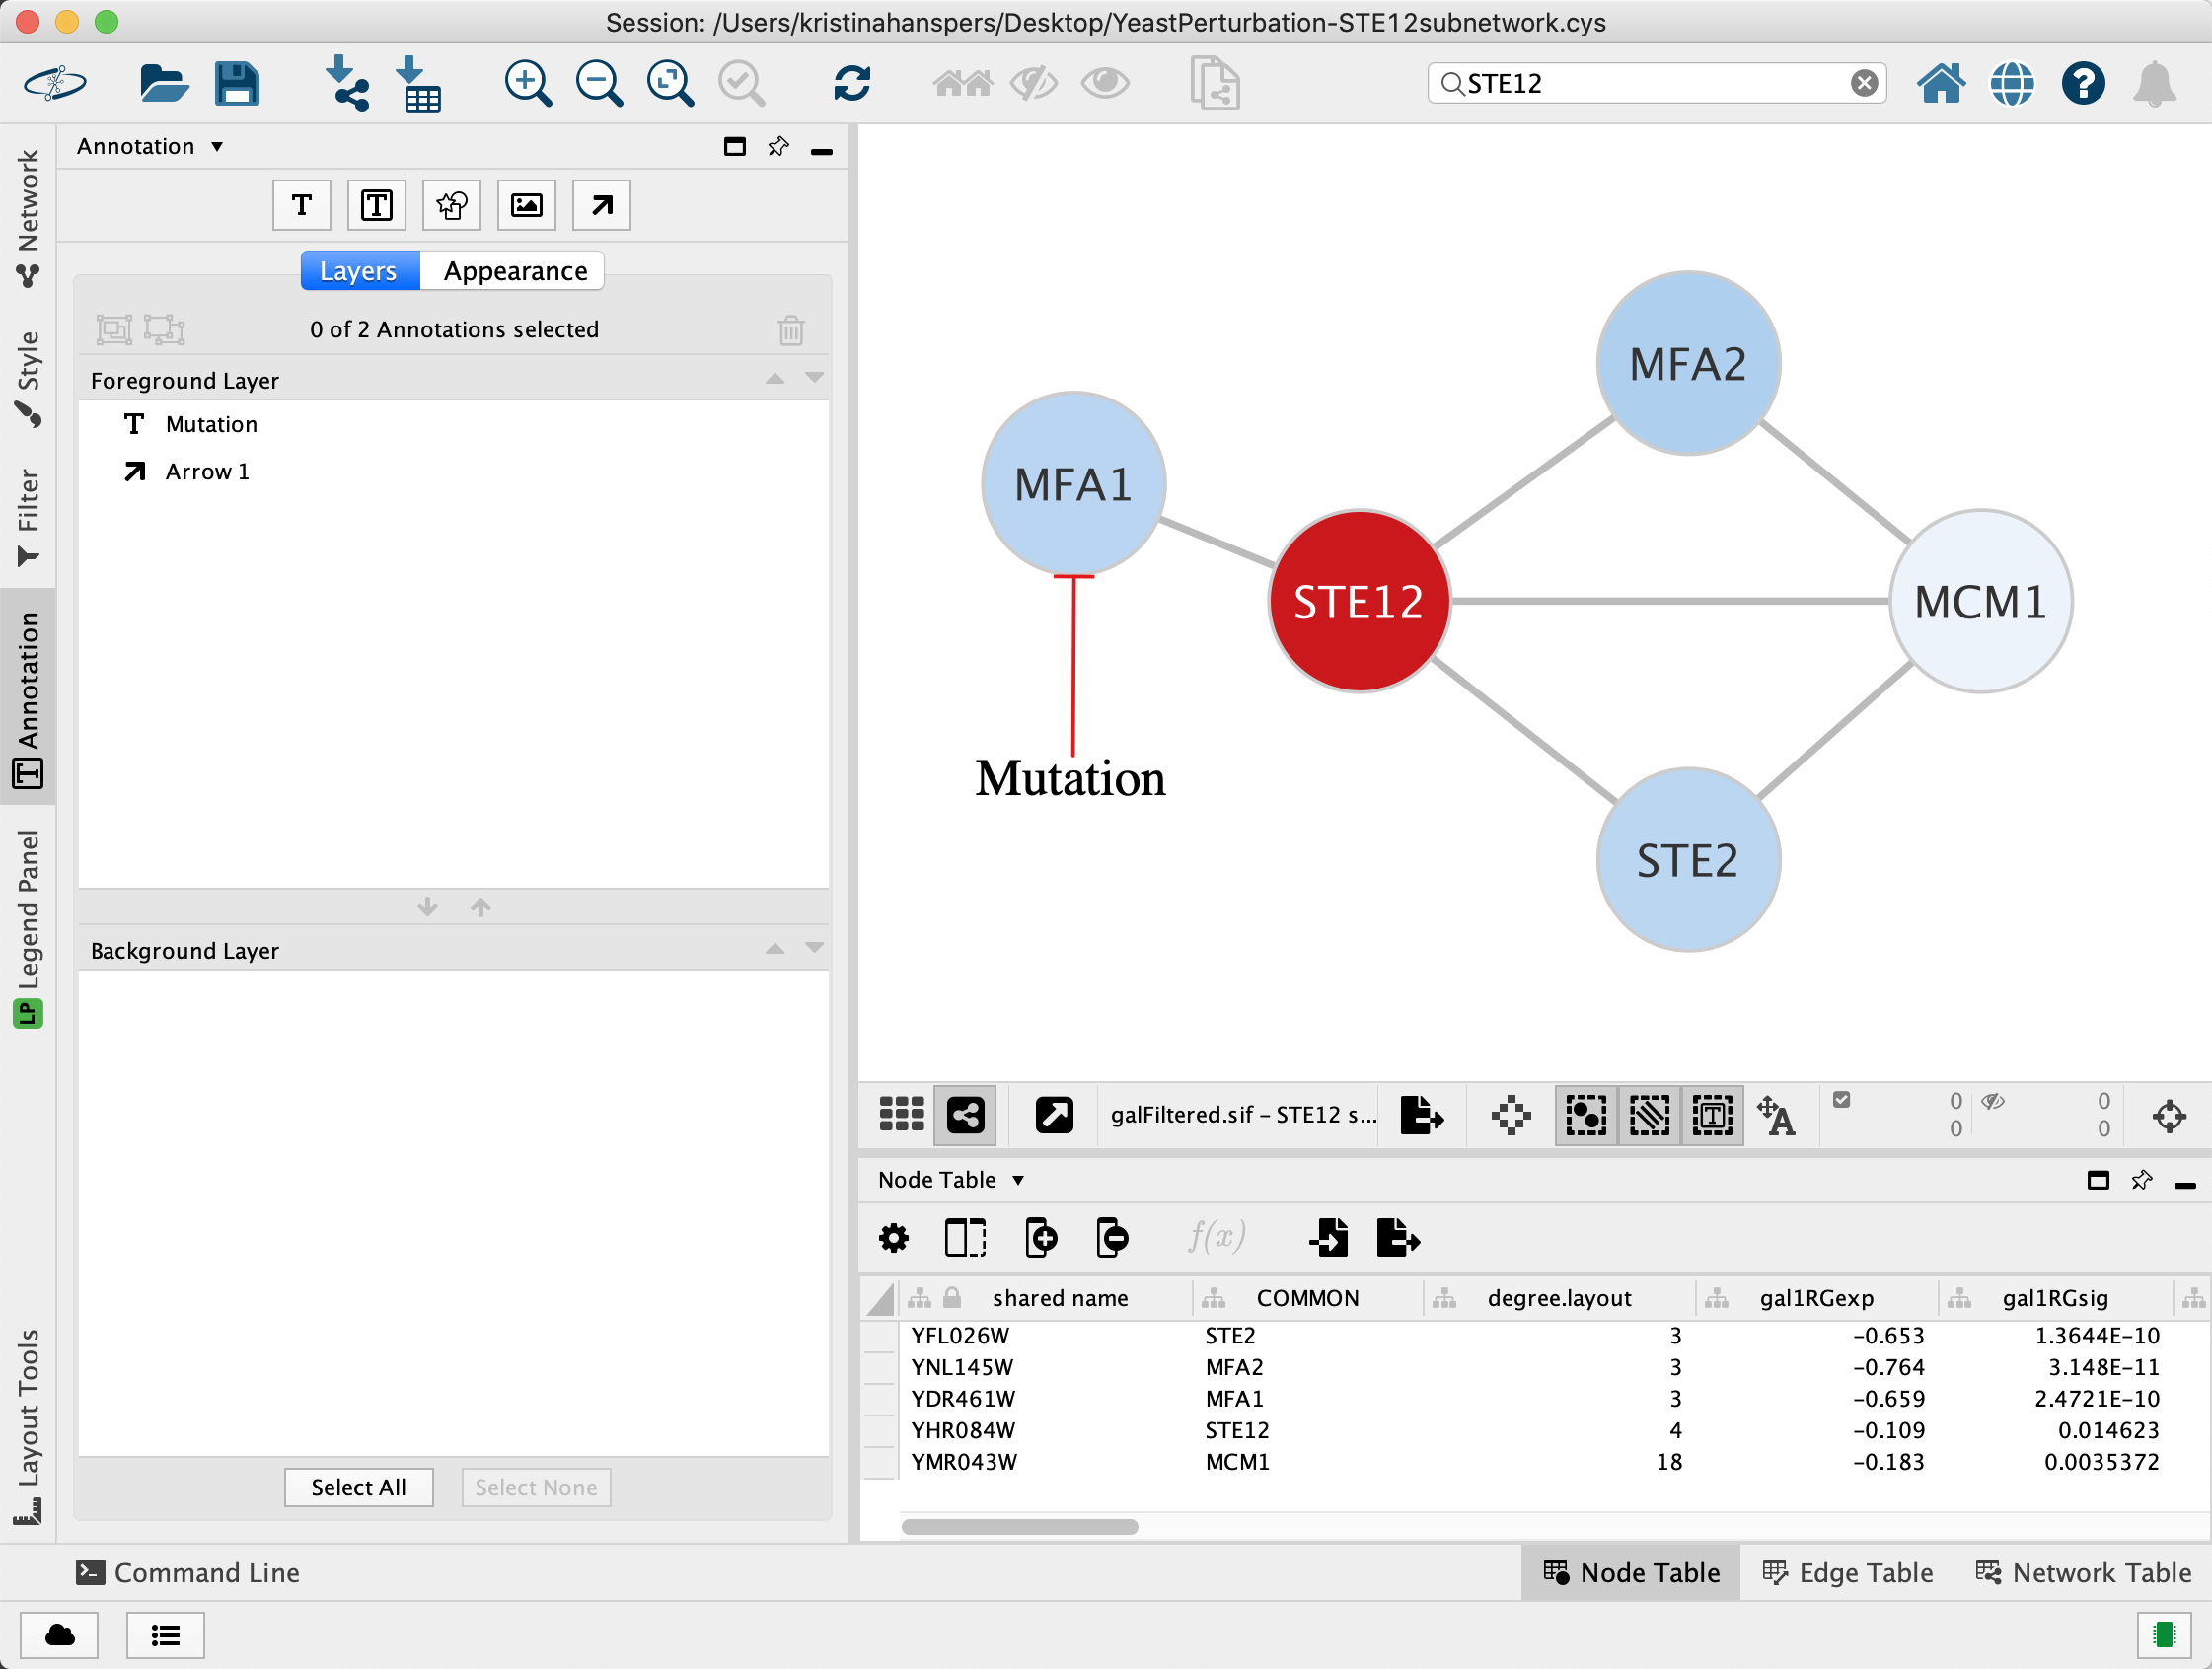 Session: /Users/kristinahanspers/Desktop/YeastPerturbation-STE12subnetwork.cys
STE12
Network
Style
Filter
Annotation
Legend Panel
LP
Layout Tools
Annotation
T
T
Layers Appearance
0 of 2 Annotations selected
Foreground Layer
T Mutation
Arrow 1
Background Layer
Select All Select None
MFA2
MFA1
STE12
MCM1
Mutation
STE2
galFiltered.sif - STE12 s...
T
A
0 0
0 0
Node Table
f(x)
shared name COMMON degree.layout gal1RGexp gal1RGsig
YFL026W STE2 3 -0.653 1.3644E-10
YNL145W MFA2 3 -0.764 3.148E-11
YDR461W MFA1 3 -0.659 2.4721E-10
YHR084W STE12 4 -0.109 0.014623
YMR043W MCM1 18 -0.183 0.0035372
Command Line
Node Table Edge Table Network Table